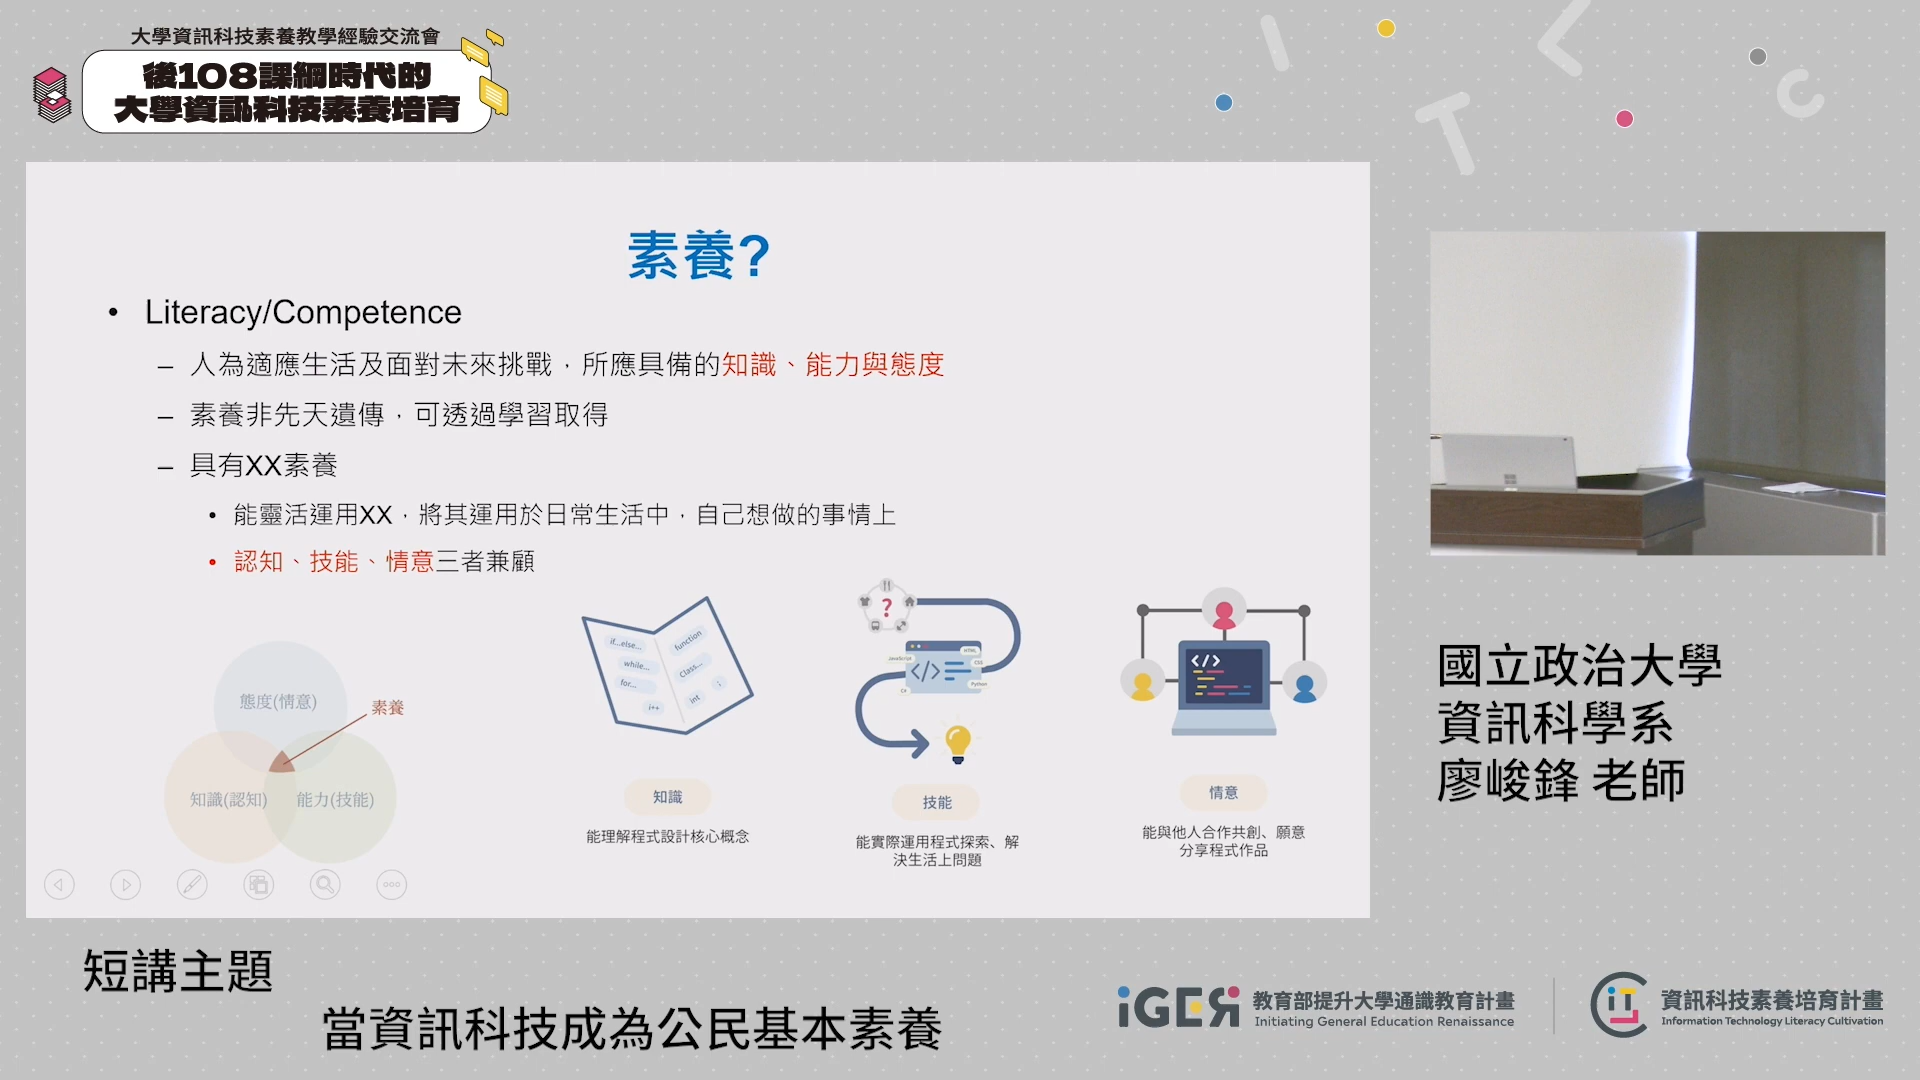 大學資訊科技素養教學經驗交流會
後108課綱時代的
大學資訊科技素養培育
I
T
L
C
素養?
• Literacy/Competence
– 人為適應生活及面對未來挑戰，所應具備的知識、能力與態度
– 素養非先天遺傳，可透過學習取得
– 具有XX素養
• 能靈活運用XX，將其運用於日常生活中，自己想做的事情上
• 認知、技能、情意三者兼顧
態度(情意)
素養
知識(認知)
能力(技能)
if...else...
while...
for...
i++
function
Class...
;
int
知識
能理解程式設計核心概念
?
JavaScript
HTML
CSS
Python
C#
</>
技能
能實際運用程式探索、解
決生活上問題
</>
情意
能與他人合作共創、願意
分享程式作品
國立政治大學
資訊科學系
廖峻鋒 老師
短講主題
當資訊科技成為公民基本素養
iGER
教育部提升大學通識教育計畫
Initiating General Education Renaissance
iT
資訊科技素養培育計畫
Information Technology Literacy Cultivation